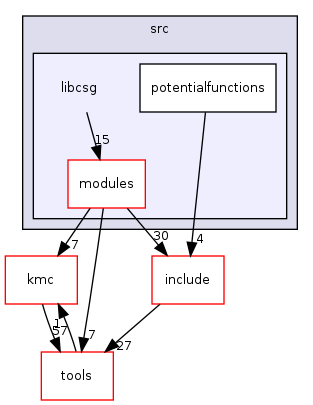 src
libcsg
potentialfunctions
15
modules
30
7
4
kmc
include
1
57
7
27
tools